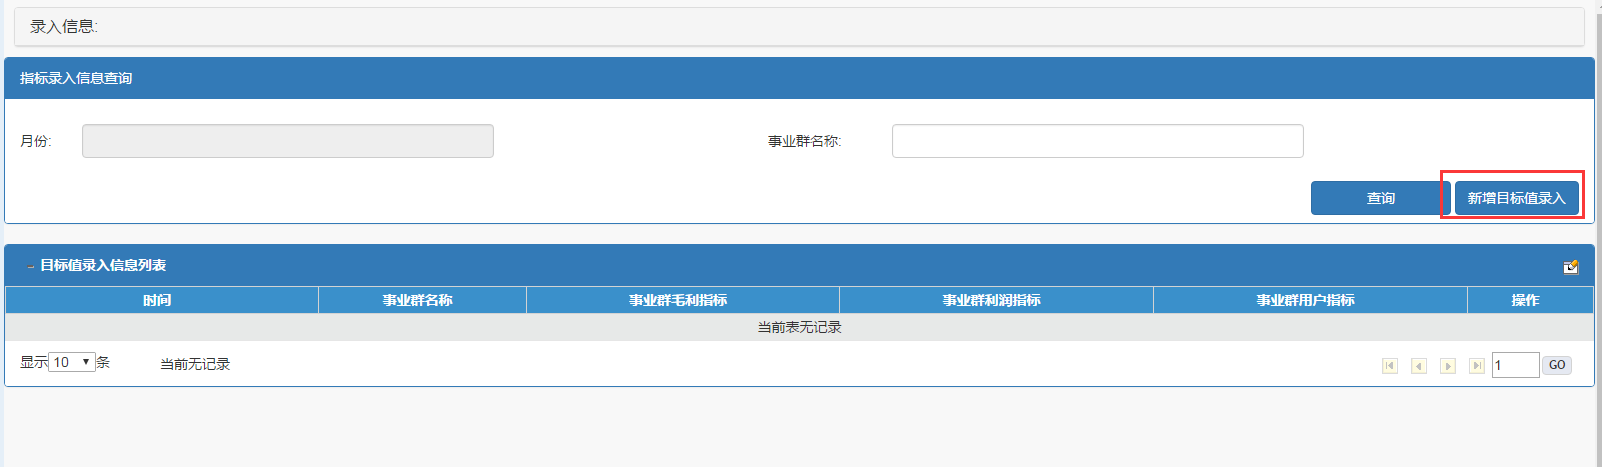 录入信息:
指标录入信息查询
月份: 事业群名称:
查询 新增目标值录入
目标值录入信息列表
时间 事业群名称 事业群毛利指标 事业群利润指标 事业群用户指标 操作
当前表无记录
显示 10 条 当前无记录 1 GO